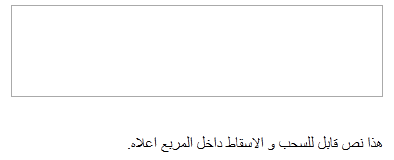 هذا نص قابل للسحب و الاسقاط داخل المربع اعلاه.